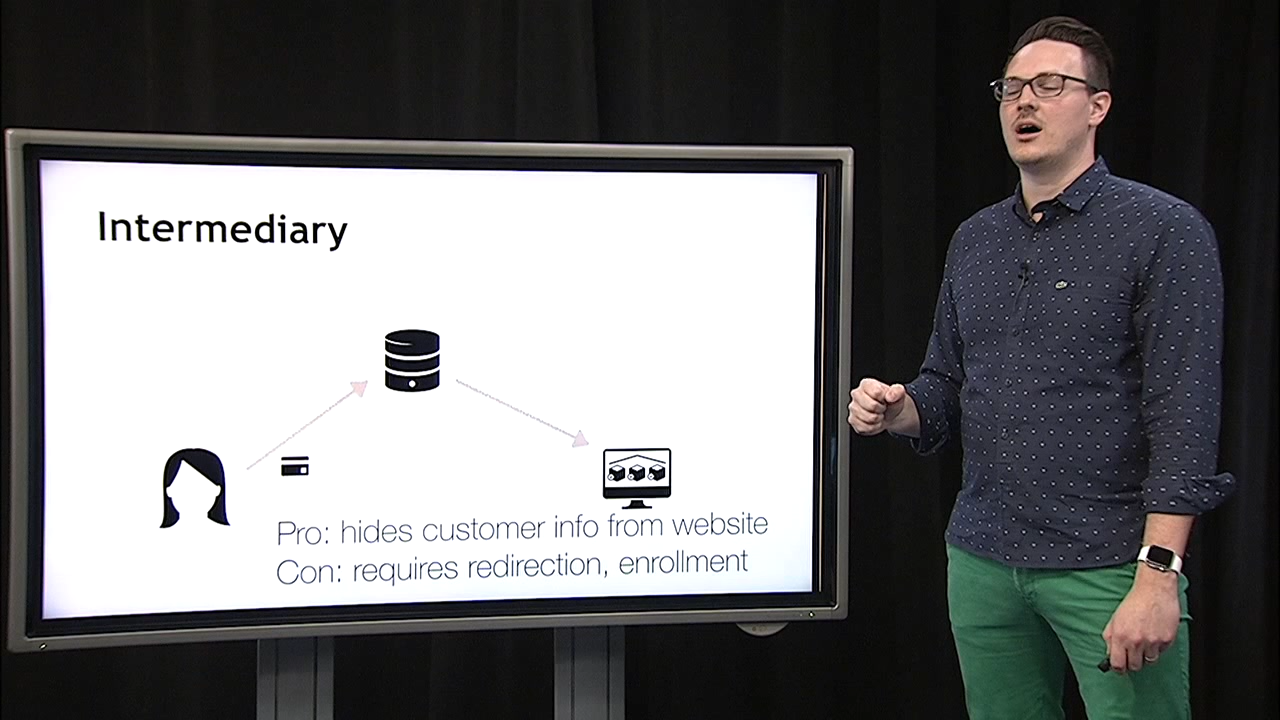 Intermediary
Pro: hides customer info from website
Con: requires redirection, enrollment